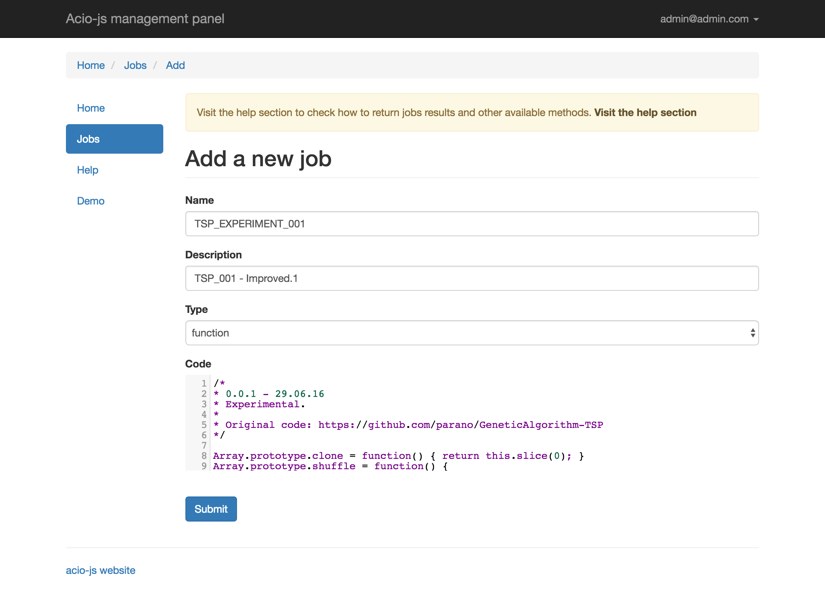 Acio-js management panel
admin@admin.com
Home / Jobs / Add
Home
Jobs
Help
Demo
Visit the help section to check how to return jobs results and other available methods. Visit the help section
Add a new job
Name
TSP_EXPERIMENT_001
Description
TSP_001 - Improved.1
Type
function
Code
1 /*
2 * 0.0.1 - 29.06.16
3 * Experimental.
4 *
5 * Original code: https://github.com/parano/GeneticAlgorithm-TSP
6 */
7
8 Array.prototype.clone = function() { return this.slice(0); }
9 Array.prototype.shuffle = function() {
Submit
acio-js website